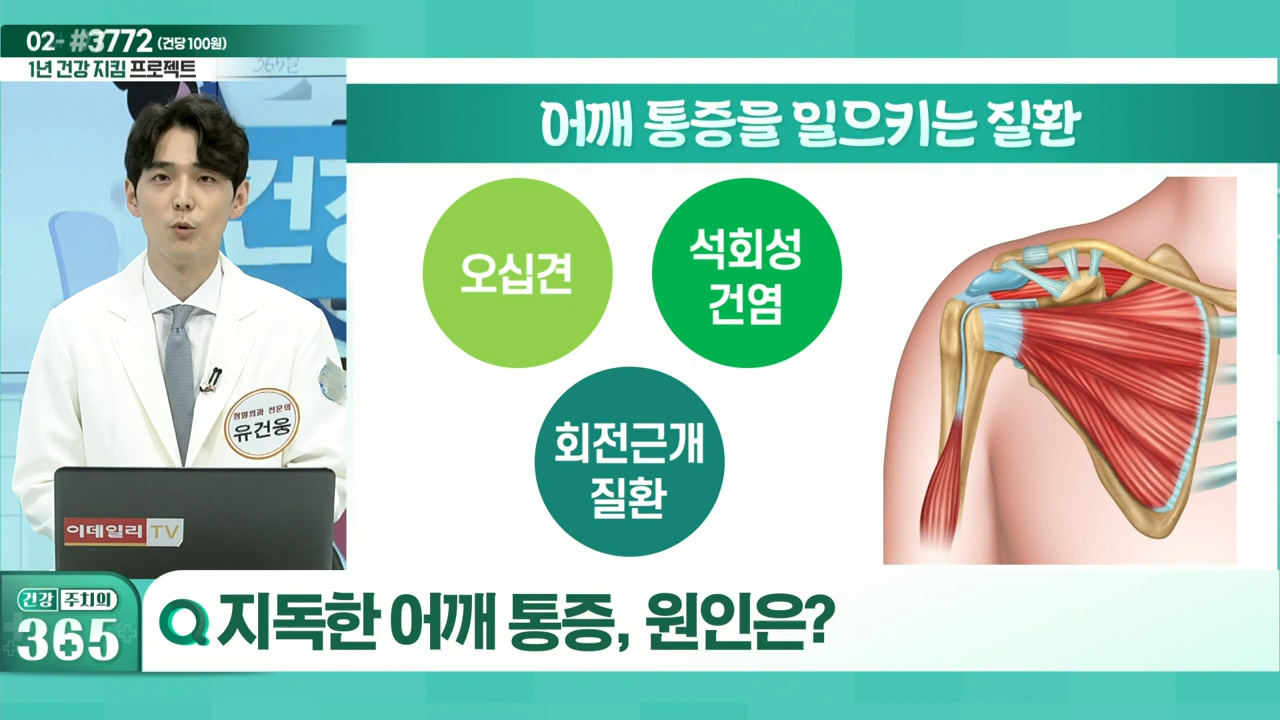 02- #3772 (건당 100원)
1년 건강 지킴 프로젝트
어깨 통증을 일으키는 질환
오십견
석회성
건염
회전근개
질환
정형외과 전문의
유건웅
이데일리 TV
건강 주치의
365
Q 지독한 어깨 통증, 원인은?